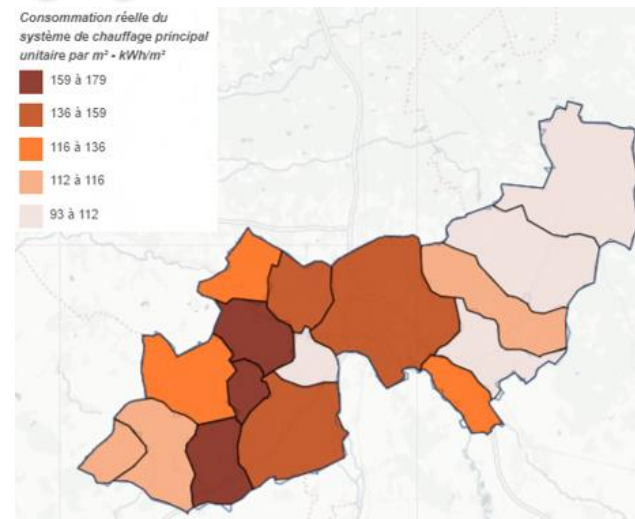 Consommation réelle du
système de chauffage principal
unitaire par m² - kWh/m²
159 à 179
136 à 159
116 à 136
112 à 116
93 à 112